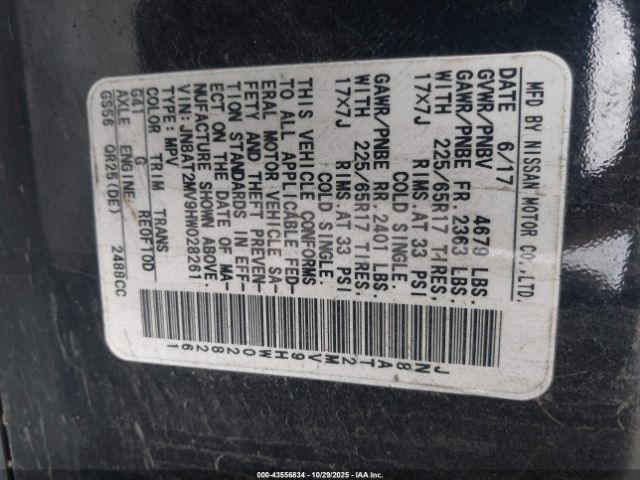 MFD BY NISSAN MOTOR CO.,LTD.
DATE 6/17
GVWR/PNBV 4679 LBS.
GAWR/PNBE FR 2363 LBS.
WITH 225/65R17 TIRES,
17X7J RIMS,AT 33 PSI
COLD SINGLE.
GAWR/PNBE RR 2401 LBS.
WITH 225/65R17 TIRES,
17X7J RIMS,AT 33 PSI
COLD SINGLE.
THIS VEHICLE CONFORMS
TO ALL APPLICABLE FED-
ERAL MOTOR VEHICLE SA-
FETY AND THEFT PREVEN-
TION STANDARDS IN EFF-
ECT ON THE DATE OF MA-
NUFACTURE SHOWN ABOVE.
VIN: JN8AT2MV9HW028261
TYPE: MPV
COLOR TRIM TRANS
G41 G RE0F10D
AXLE ENGINE
GS56 QR25(DE) 2488CC
JN8AT2MV9HW028261
000-43556834 | 10/29/2025 | IAA, Inc.